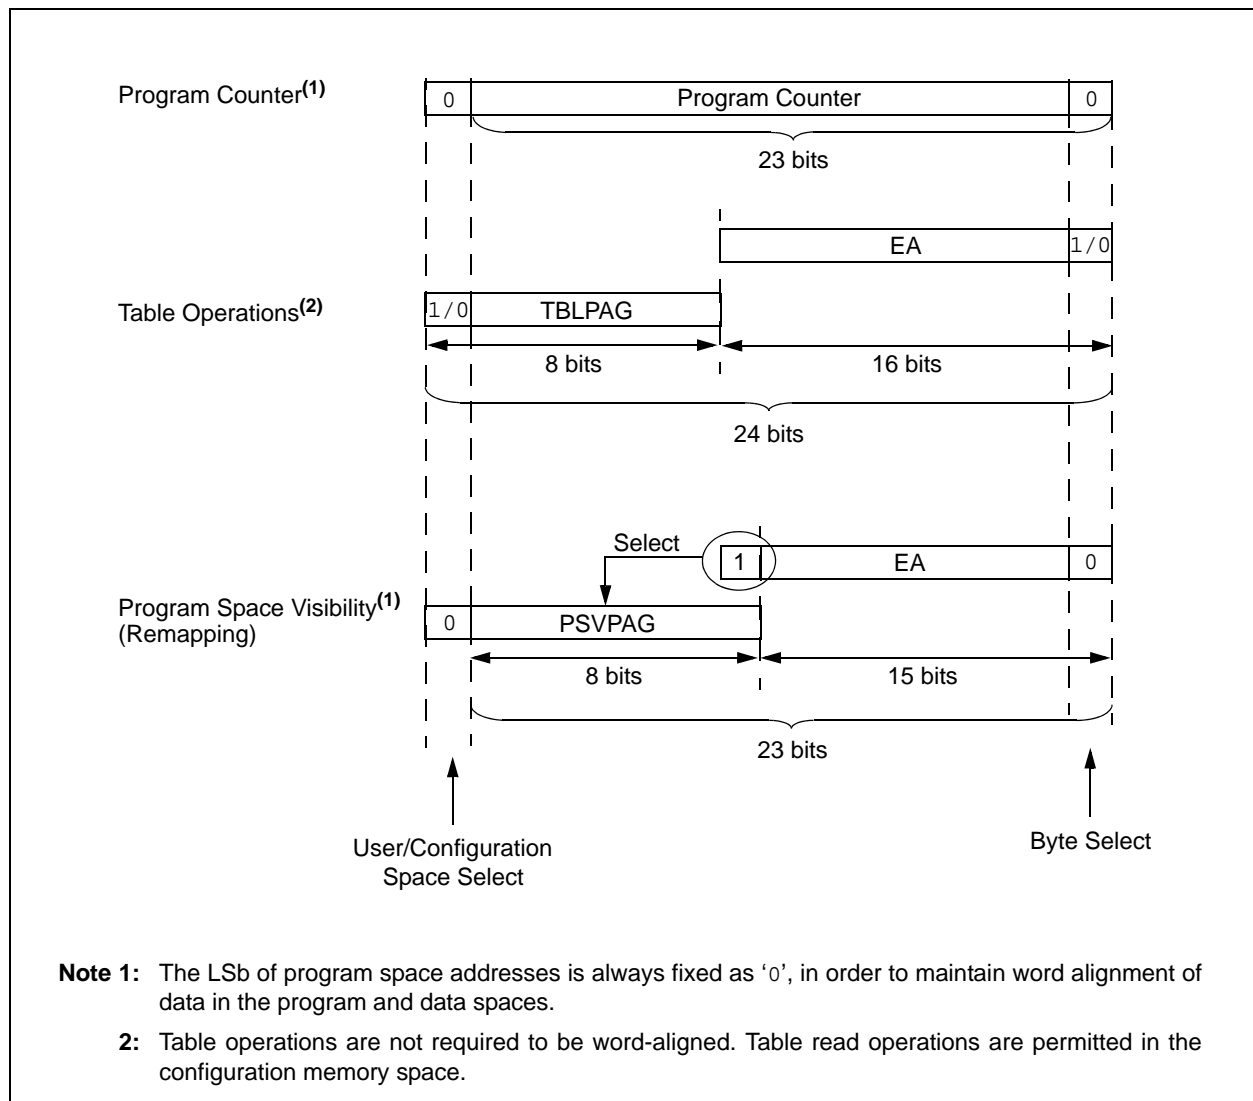 Program Counter(1)
0
Program Counter
0
23 bits
EA
1/0
Table Operations(2)
1/0
TBLPAG
8 bits
16 bits
24 bits
Select
1
EA
0
Program Space Visibility(1)
(Remapping)
0
PSVPAG
8 bits
15 bits
23 bits
User/Configuration
Space Select
Byte Select
Note 1: The LSb of program space addresses is always fixed as ‘0’, in order to maintain word alignment of
data in the program and data spaces.
2: Table operations are not required to be word-aligned. Table read operations are permitted in the
configuration memory space.